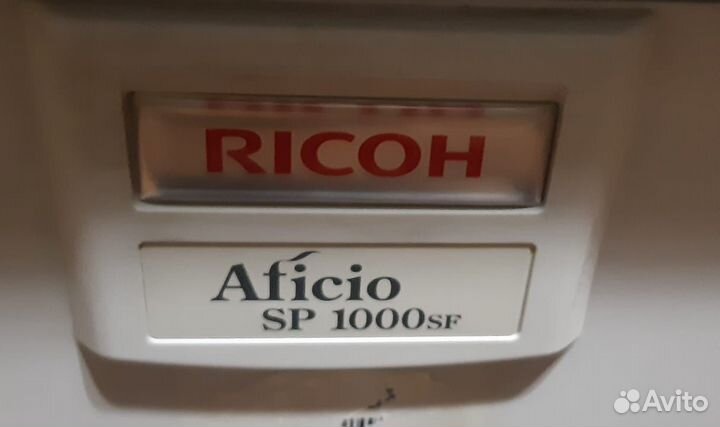 RICOH
Aficio
SP 1000SF
Avito